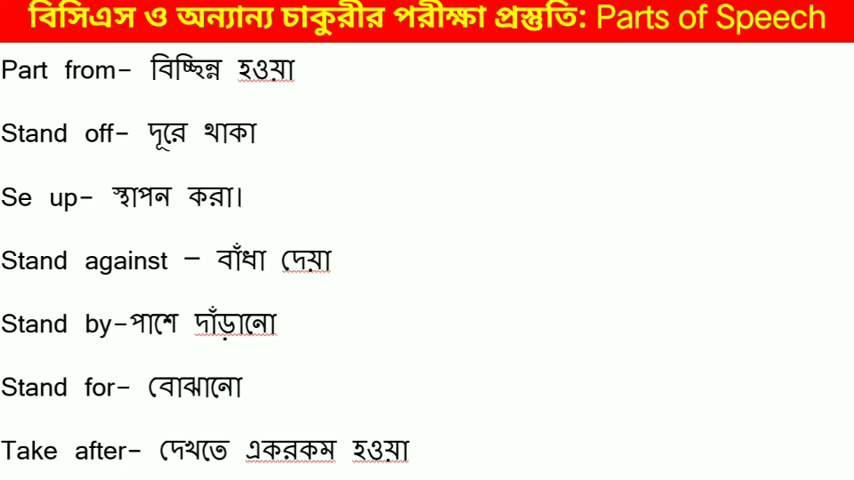 বিসিএস ও অন্যান্য চাকুরীর পরীক্ষা প্রস্তুতি: Parts of Speech
Part from– বিচ্ছিন্ন হওয়া
Stand off– দূরে থাকা
Se up– স্থাপন করা।
Stand against – বাঁধা দেয়া
Stand by–পাশে দাঁড়ানো
Stand for– বোঝানো
Take after– দেখতে একরকম হওয়া